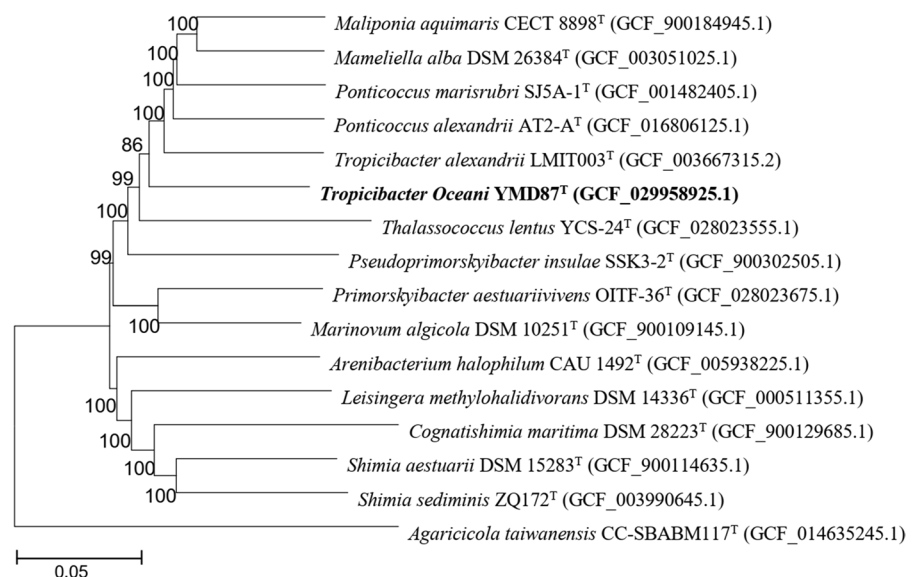 100
Maliponia aquimaris CECT 8898ᵀ (GCF_900184945.1)
100
Mameliella alba DSM 26384ᵀ (GCF_003051025.1)
100
Ponticoccus marisrubri SJ5A-1ᵀ (GCF_001482405.1)
100
Ponticoccus alexandrii AT2-Aᵀ (GCF_016806125.1)
86
Tropicibacter alexandrii LMIT003ᵀ (GCF_003667315.2)
99
Tropicibacter Oceani YMD87ᵀ (GCF_029958925.1)
100
Thalassococcus lentus YCS-24ᵀ (GCF_028023555.1)
99
Pseudoprimorskyibacter insulae SSK3-2ᵀ (GCF_900302505.1)
Primorskyibacter aestuariivivens OITF-36ᵀ (GCF_028023675.1)
100
Marinovum algicola DSM 10251ᵀ (GCF_900109145.1)
Arenibacterium halophilum CAU 1492ᵀ (GCF_005938225.1)
100
Leisingera methylohalidivorans DSM 14336ᵀ (GCF_000511355.1)
100
Cognatishimia maritima DSM 28223ᵀ (GCF_900129685.1)
100
Shimia aestuarii DSM 15283ᵀ (GCF_900114635.1)
100
Shimia sediminis ZQ172ᵀ (GCF_003990645.1)
Agaricicola taiwanensis CC-SBABM117ᵀ (GCF_014635245.1)
0.05